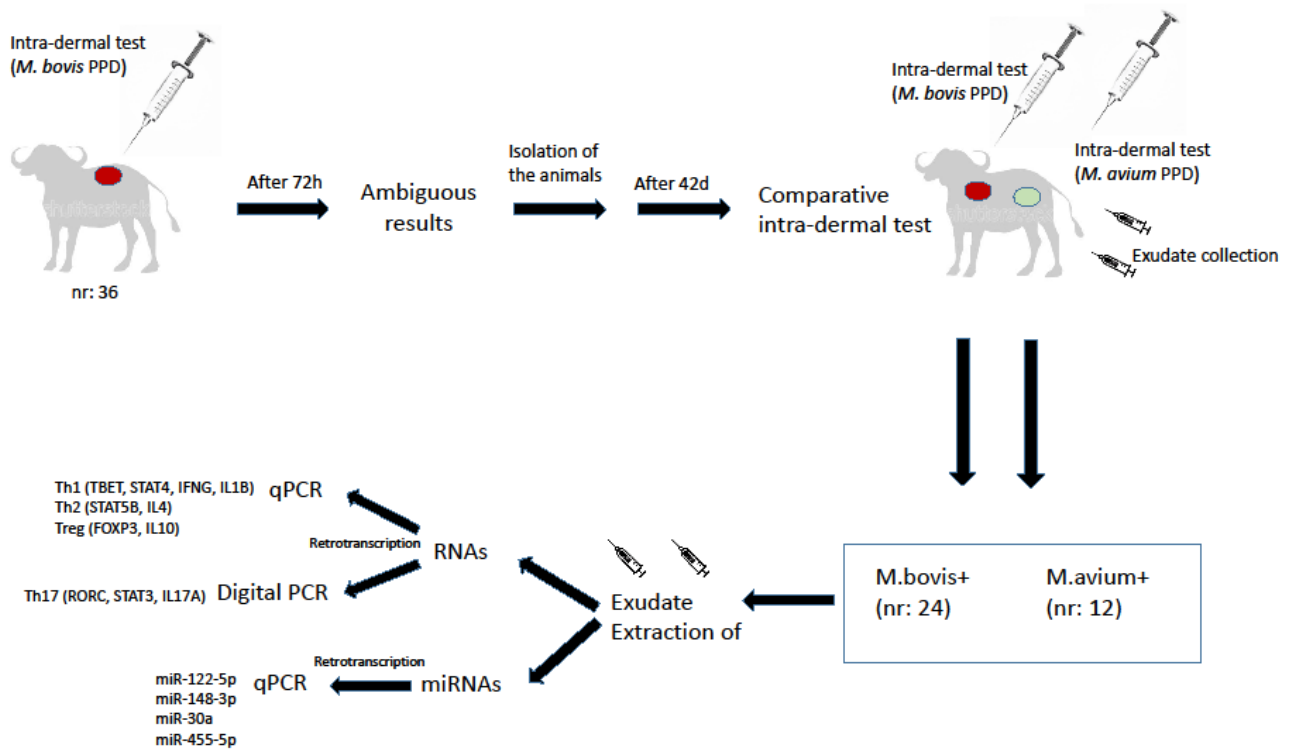 Intra-dermal test
(M. bovis PPD)
nr: 36
After 72h
Ambiguous
results
Isolation of
the animals
After 42d
Comparative
intra-dermal test
Intra-dermal test
(M. bovis PPD)
Intra-dermal test
(M. avium PPD)
Exudate collection
M.bovis+
(nr: 24)
M.avium+
(nr: 12)
Exudate
Extraction of
RNAs
Retrotranscription
qPCR
Th1 (TBET, STAT4, IFNG, IL1B)
Th2 (STAT5B, IL4)
Treg (FOXP3, IL10)
Digital PCR
Th17 (RORC, STAT3, IL17A)
miRNAs
Retrotranscription
qPCR
miR-122-5p
miR-148-3p
miR-30a
miR-455-5p